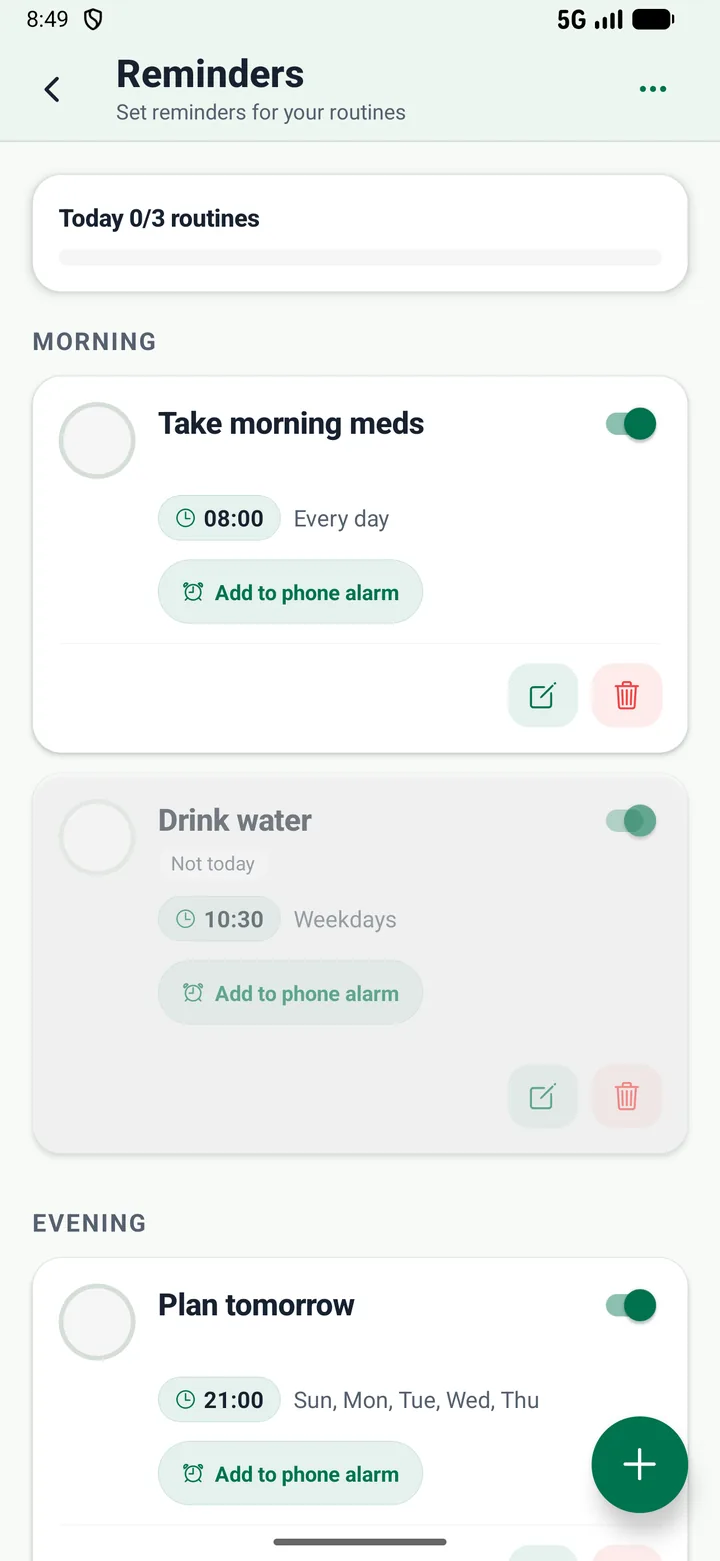 8:49
5G
Reminders
Set reminders for your routines
Today 0/3 routines
MORNING
Take morning meds
08:00 Every day
Add to phone alarm
Drink water
Not today
10:30 Weekdays
Add to phone alarm
EVENING
Plan tomorrow
21:00 Sun, Mon, Tue, Wed, Thu
Add to phone alarm